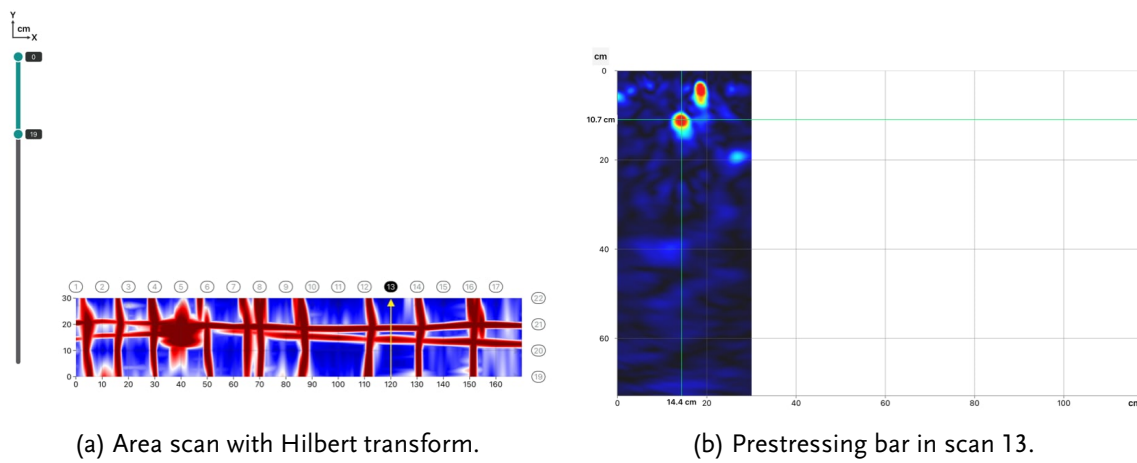 Y
cm
X
0
19
1 2 3 4 5 6 7 8 9 10 11 12 13 14 15 16 17
30 22
20 21
10 20
0 19
0 10 20 30 40 50 60 70 80 90 100 110 120 130 140 150 160
cm
0
10.7 cm
20
40
60
0 14.4 cm 20 40 60 80 100 cm
(a) Area scan with Hilbert transform. (b) Prestressing bar in scan 13.